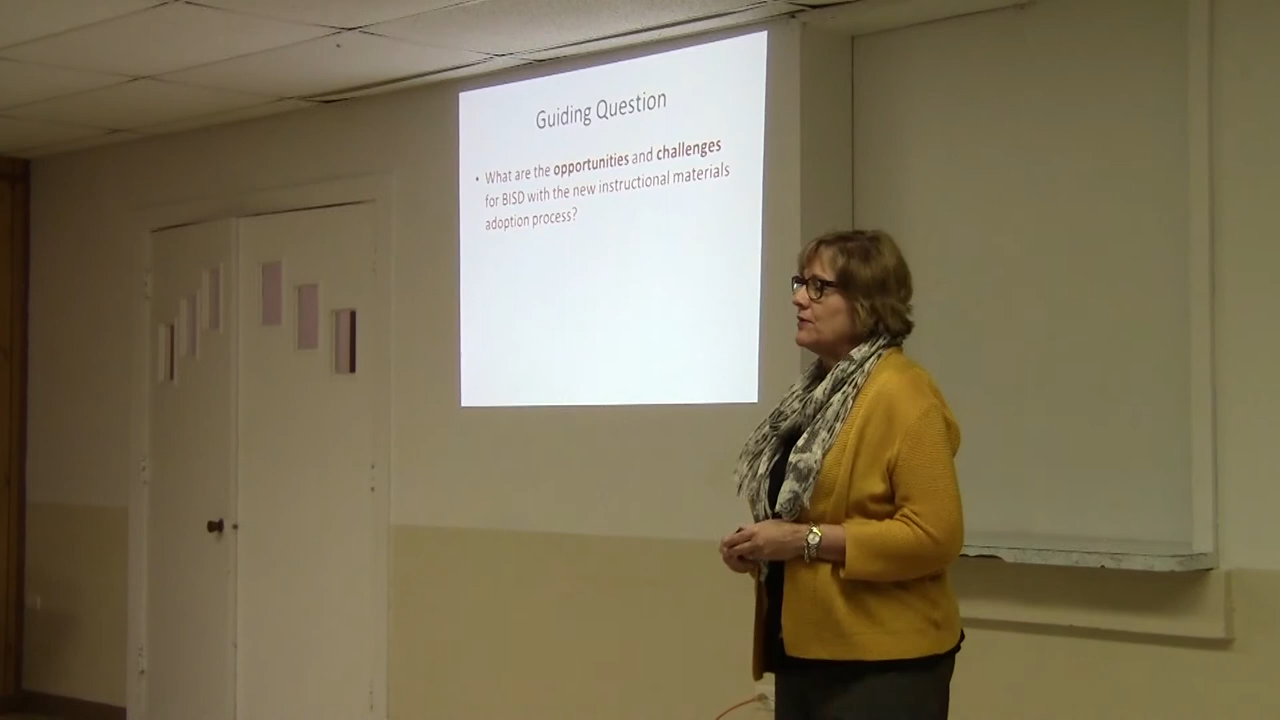 Guiding Question
• What are the opportunities and challenges
for BISD with the new instructional materials
adoption process?